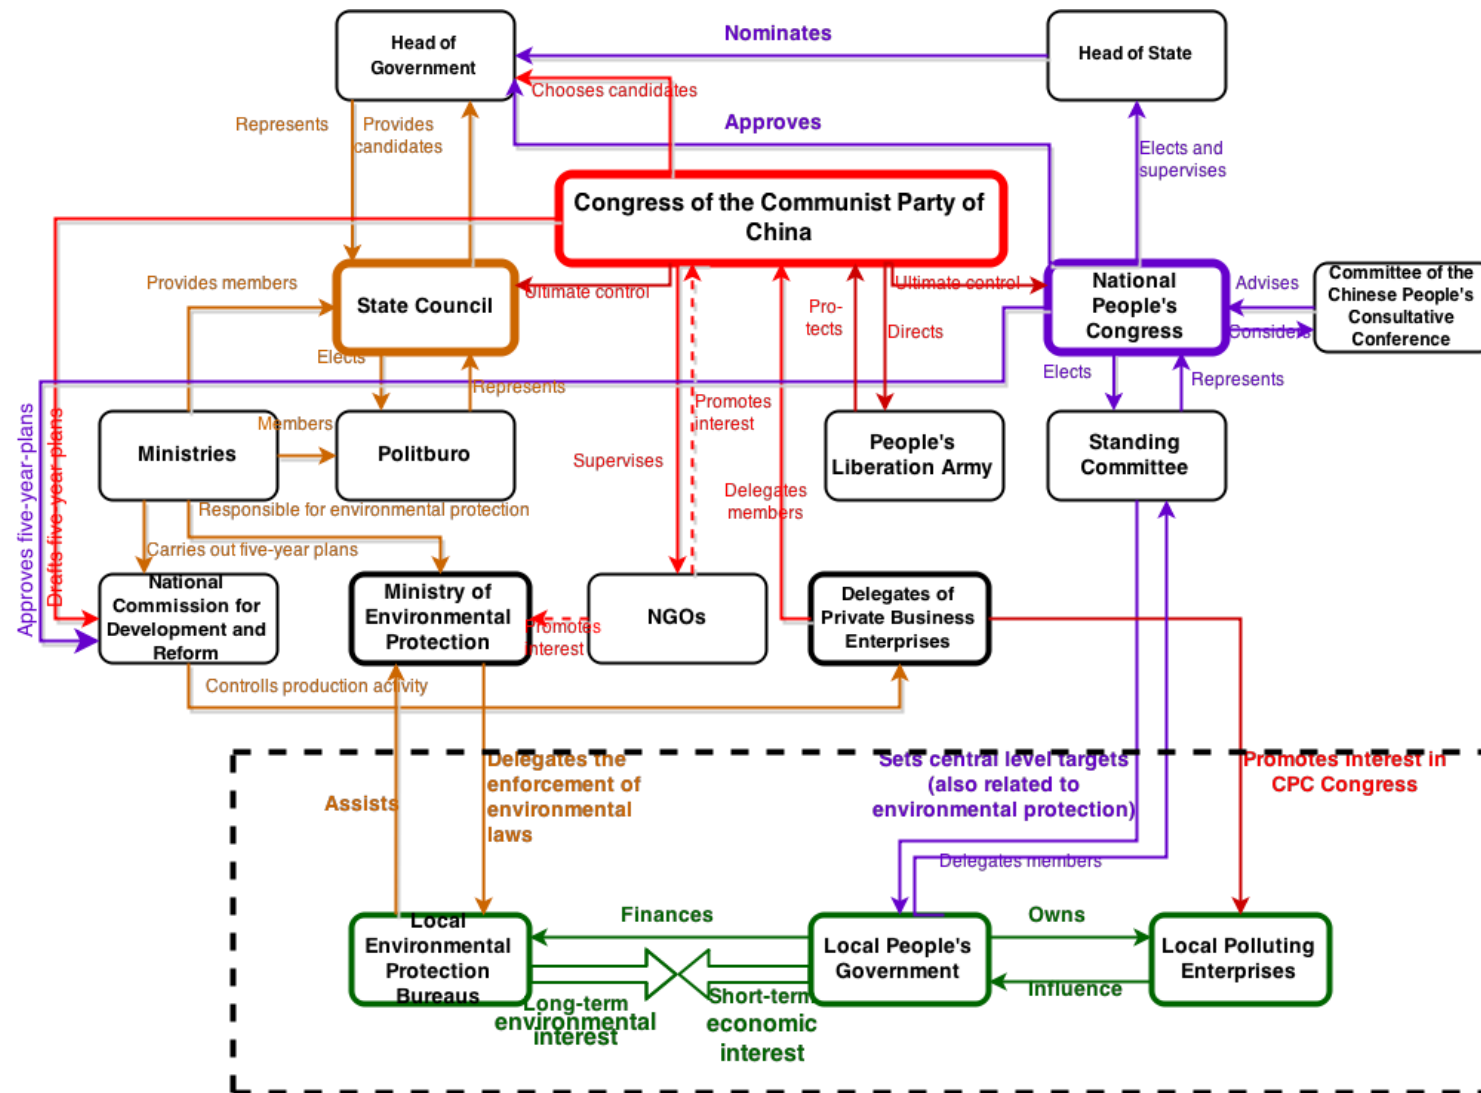 Head of
Government
Nominates
Head of State
Chooses candidates
Represents
Provides
candidates
Approves
Elects and
supervises
Congress of the Communist Party of
China
Provides members
State Council
Ultimate control
Ultimate control
National
People's
Congress
Advises
Considers
Committee of the
Chinese People's
Consultative
Conference
Pro-
tects
Directs
Elects
Represents
Elects
Represents
Approves five-year-plans
Drafts five-year-plans
Ministries
Members
Politburo
Supervises
Promotes
interest
Delegates
members
People's
Liberation Army
Standing
Committee
Responsible for environmental protection
Carries out five-year plans
National
Commission for
Development and
Reform
Ministry of
Environmental
Protection
Promotes
interest
NGOs
Delegates of
Private Business
Enterprises
Controlls production activity
Assists
Delegates the
enforcement of
environmental
laws
Sets central level targets
(also related to
environmental protection)
Promotes interest in
CPC Congress
Delegates members
Local
Environmental
Protection
Bureaus
Finances
Local People's
Government
Owns
Influence
Local Polluting
Enterprises
Long-term
environmental
interest
Short-term
economic
interest